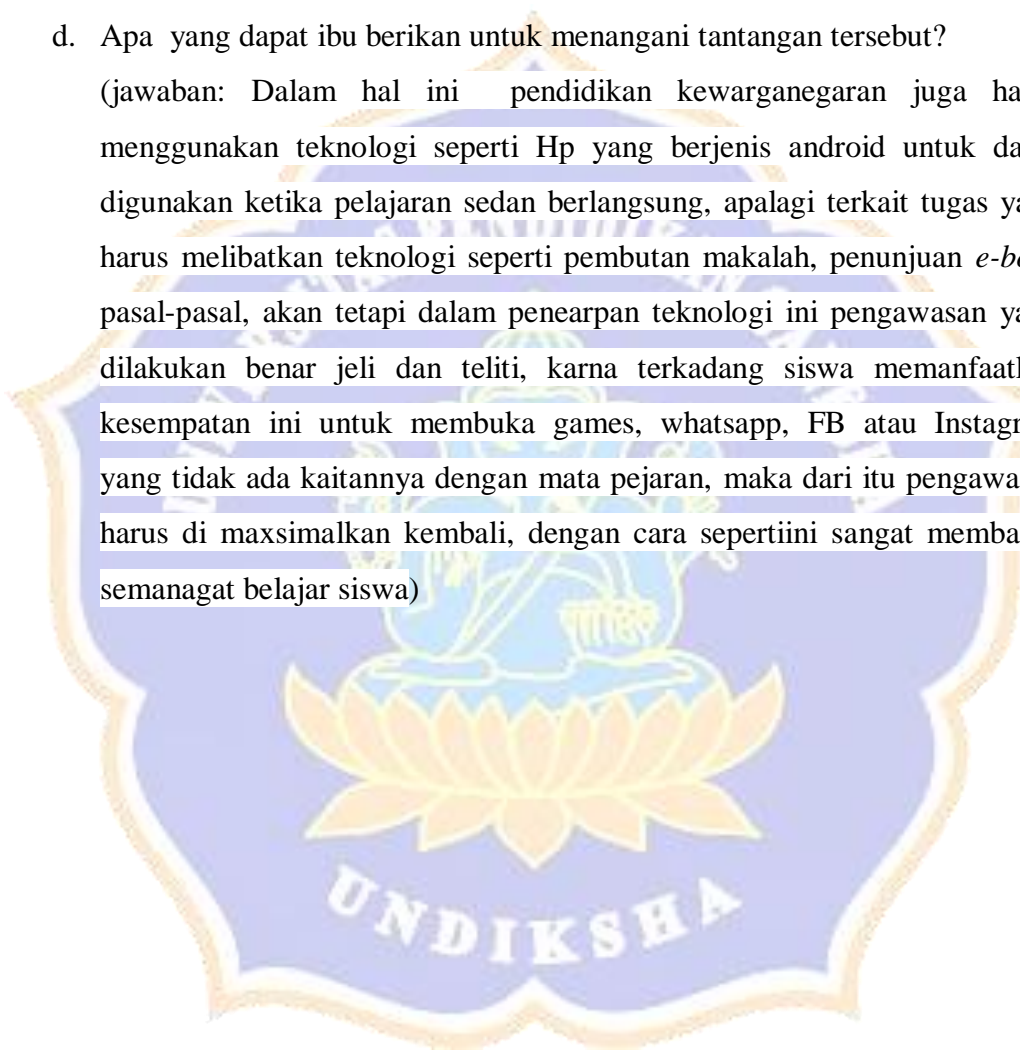 d. Apa yang dapat ibu berikan untuk menangani tantangan tersebut?
(jawaban: Dalam hal ini pendidikan kewarganegaran juga ha
menggunakan teknologi seperti Hp yang berjenis android untuk da
digunakan ketika pelajaran sedan berlangsung, apalagi terkait tugas ya
harus melibatkan teknologi seperti pembutan makalah, penunjuan e-bo
pasal-pasal, akan tetapi dalam penearpan teknologi ini pengawasan ya
dilakukan benar jeli dan teliti, karna terkadang siswa memanfaatk
kesempatan ini untuk membuka games, whatsapp, FB atau Instagr
yang tidak ada kaitannya dengan mata pejaran, maka dari itu pengawa
harus di maxsimalkan kembali, dengan cara sepertiini sangat memba
semanagat belajar siswa)
UNDIKSHA